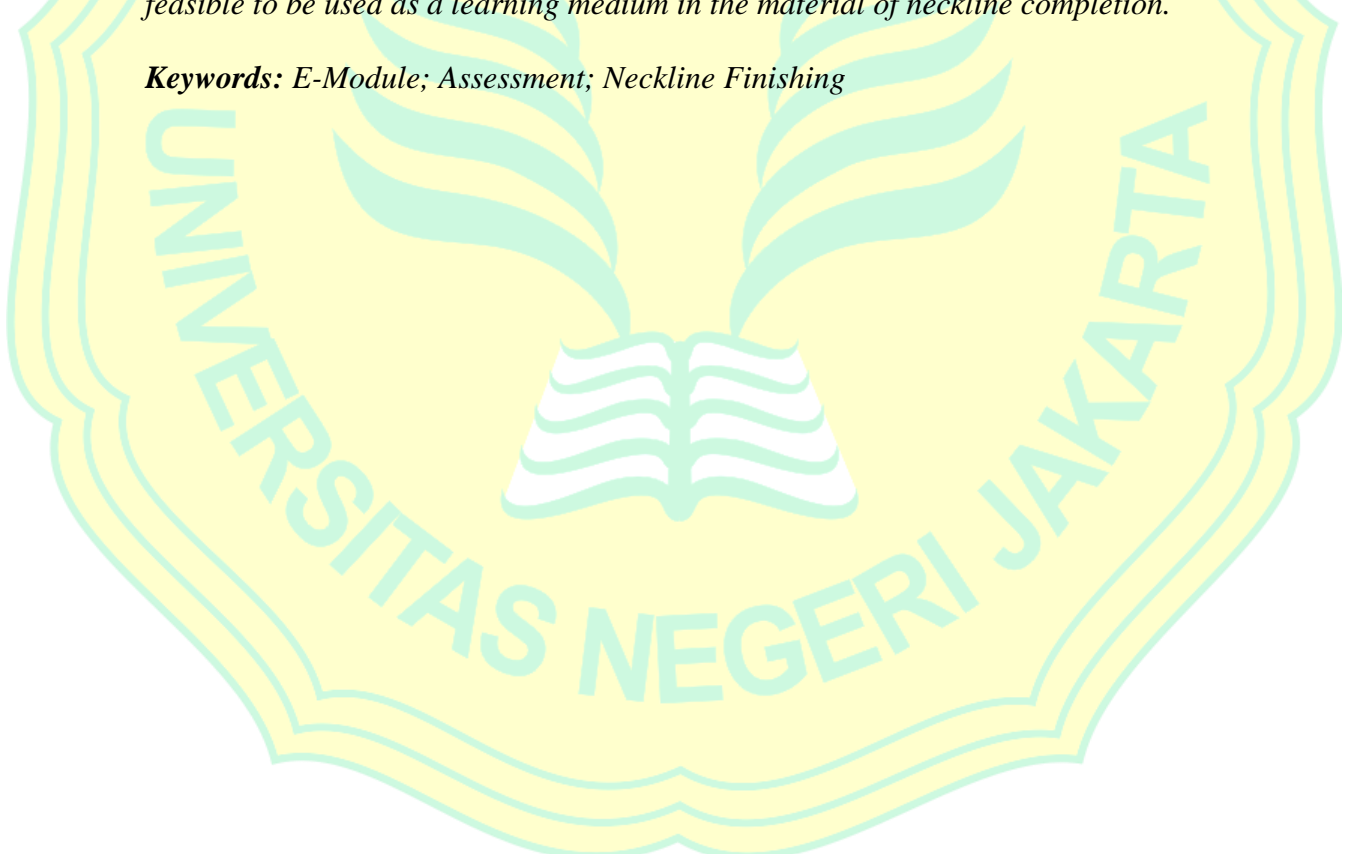 feasible to be used as a learning medium in the material of neckline completion.
Keywords: E-Module; Assessment; Neckline Finishing
UNIVERSITAS NEGERI JAKARTA